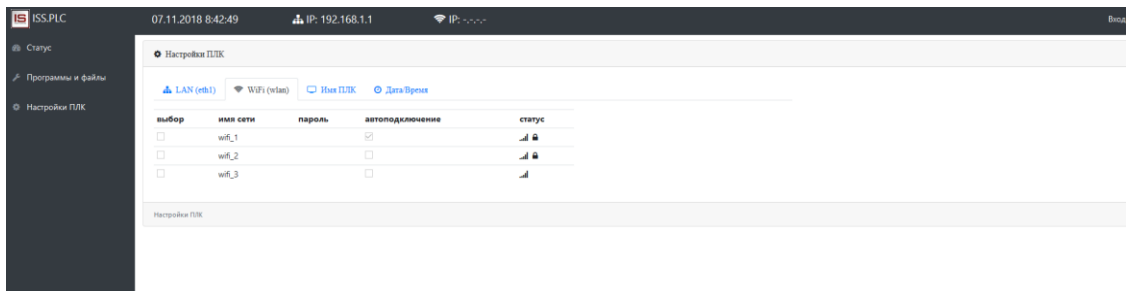 IS ISS.PLC 07.11.2018 8:42:49 IP: 192.168.1.1 IP: -.-.-.- Вход
Статус
Программы и файлы
Настройки ПЛК
Настройки ПЛК
LAN (eth1) WiFi (wlan) Имя ПЛК Дата/Время
выбор имя сети пароль автоподключение статус
wifi_1
wifi_2
wifi_3
Настройки ПЛК